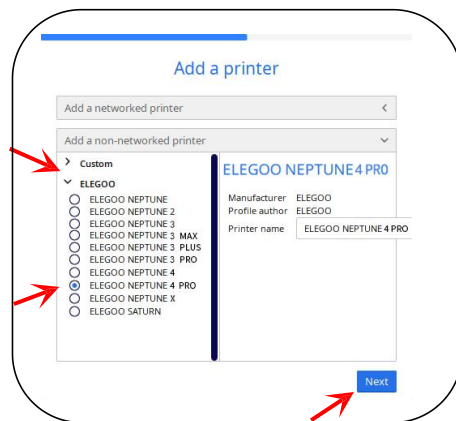 Add a printer
Add a networked printer
Add a non-networked printer
Custom
ELEGOO
ELEGOO NEPTUNE
ELEGOO NEPTUNE 2
ELEGOO NEPTUNE 3
ELEGOO NEPTUNE 3 MAX
ELEGOO NEPTUNE 3 PLUS
ELEGOO NEPTUNE 3 PRO
ELEGOO NEPTUNE 4
ELEGOO NEPTUNE 4 PRO
ELEGOO NEPTUNE X
ELEGOO SATURN
ELEGOO NEPTUNE4 PRO
Manufacturer ELEGOO
Profile author ELEGOO
Printer name ELEGOO NEPTUNE 4 PRO
Next